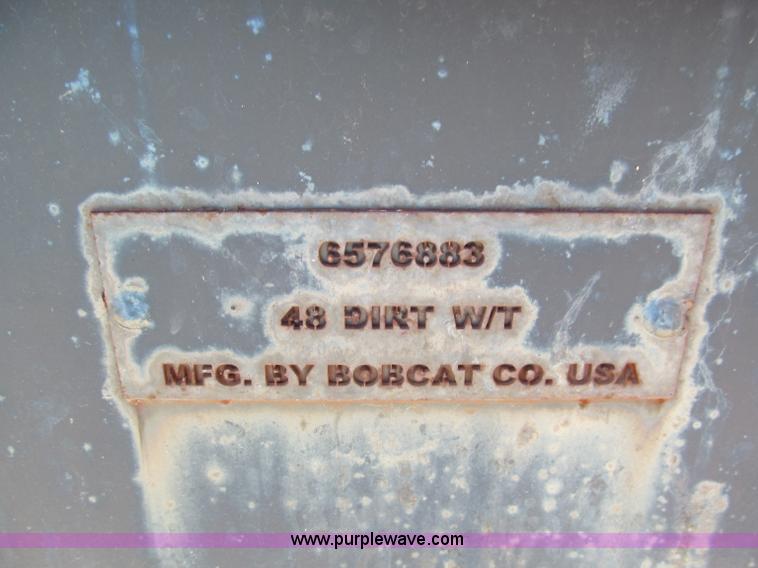 6576883
48 DIRT W/T
MFG. BY BOBCAT CO. USA
www.purplewave.com